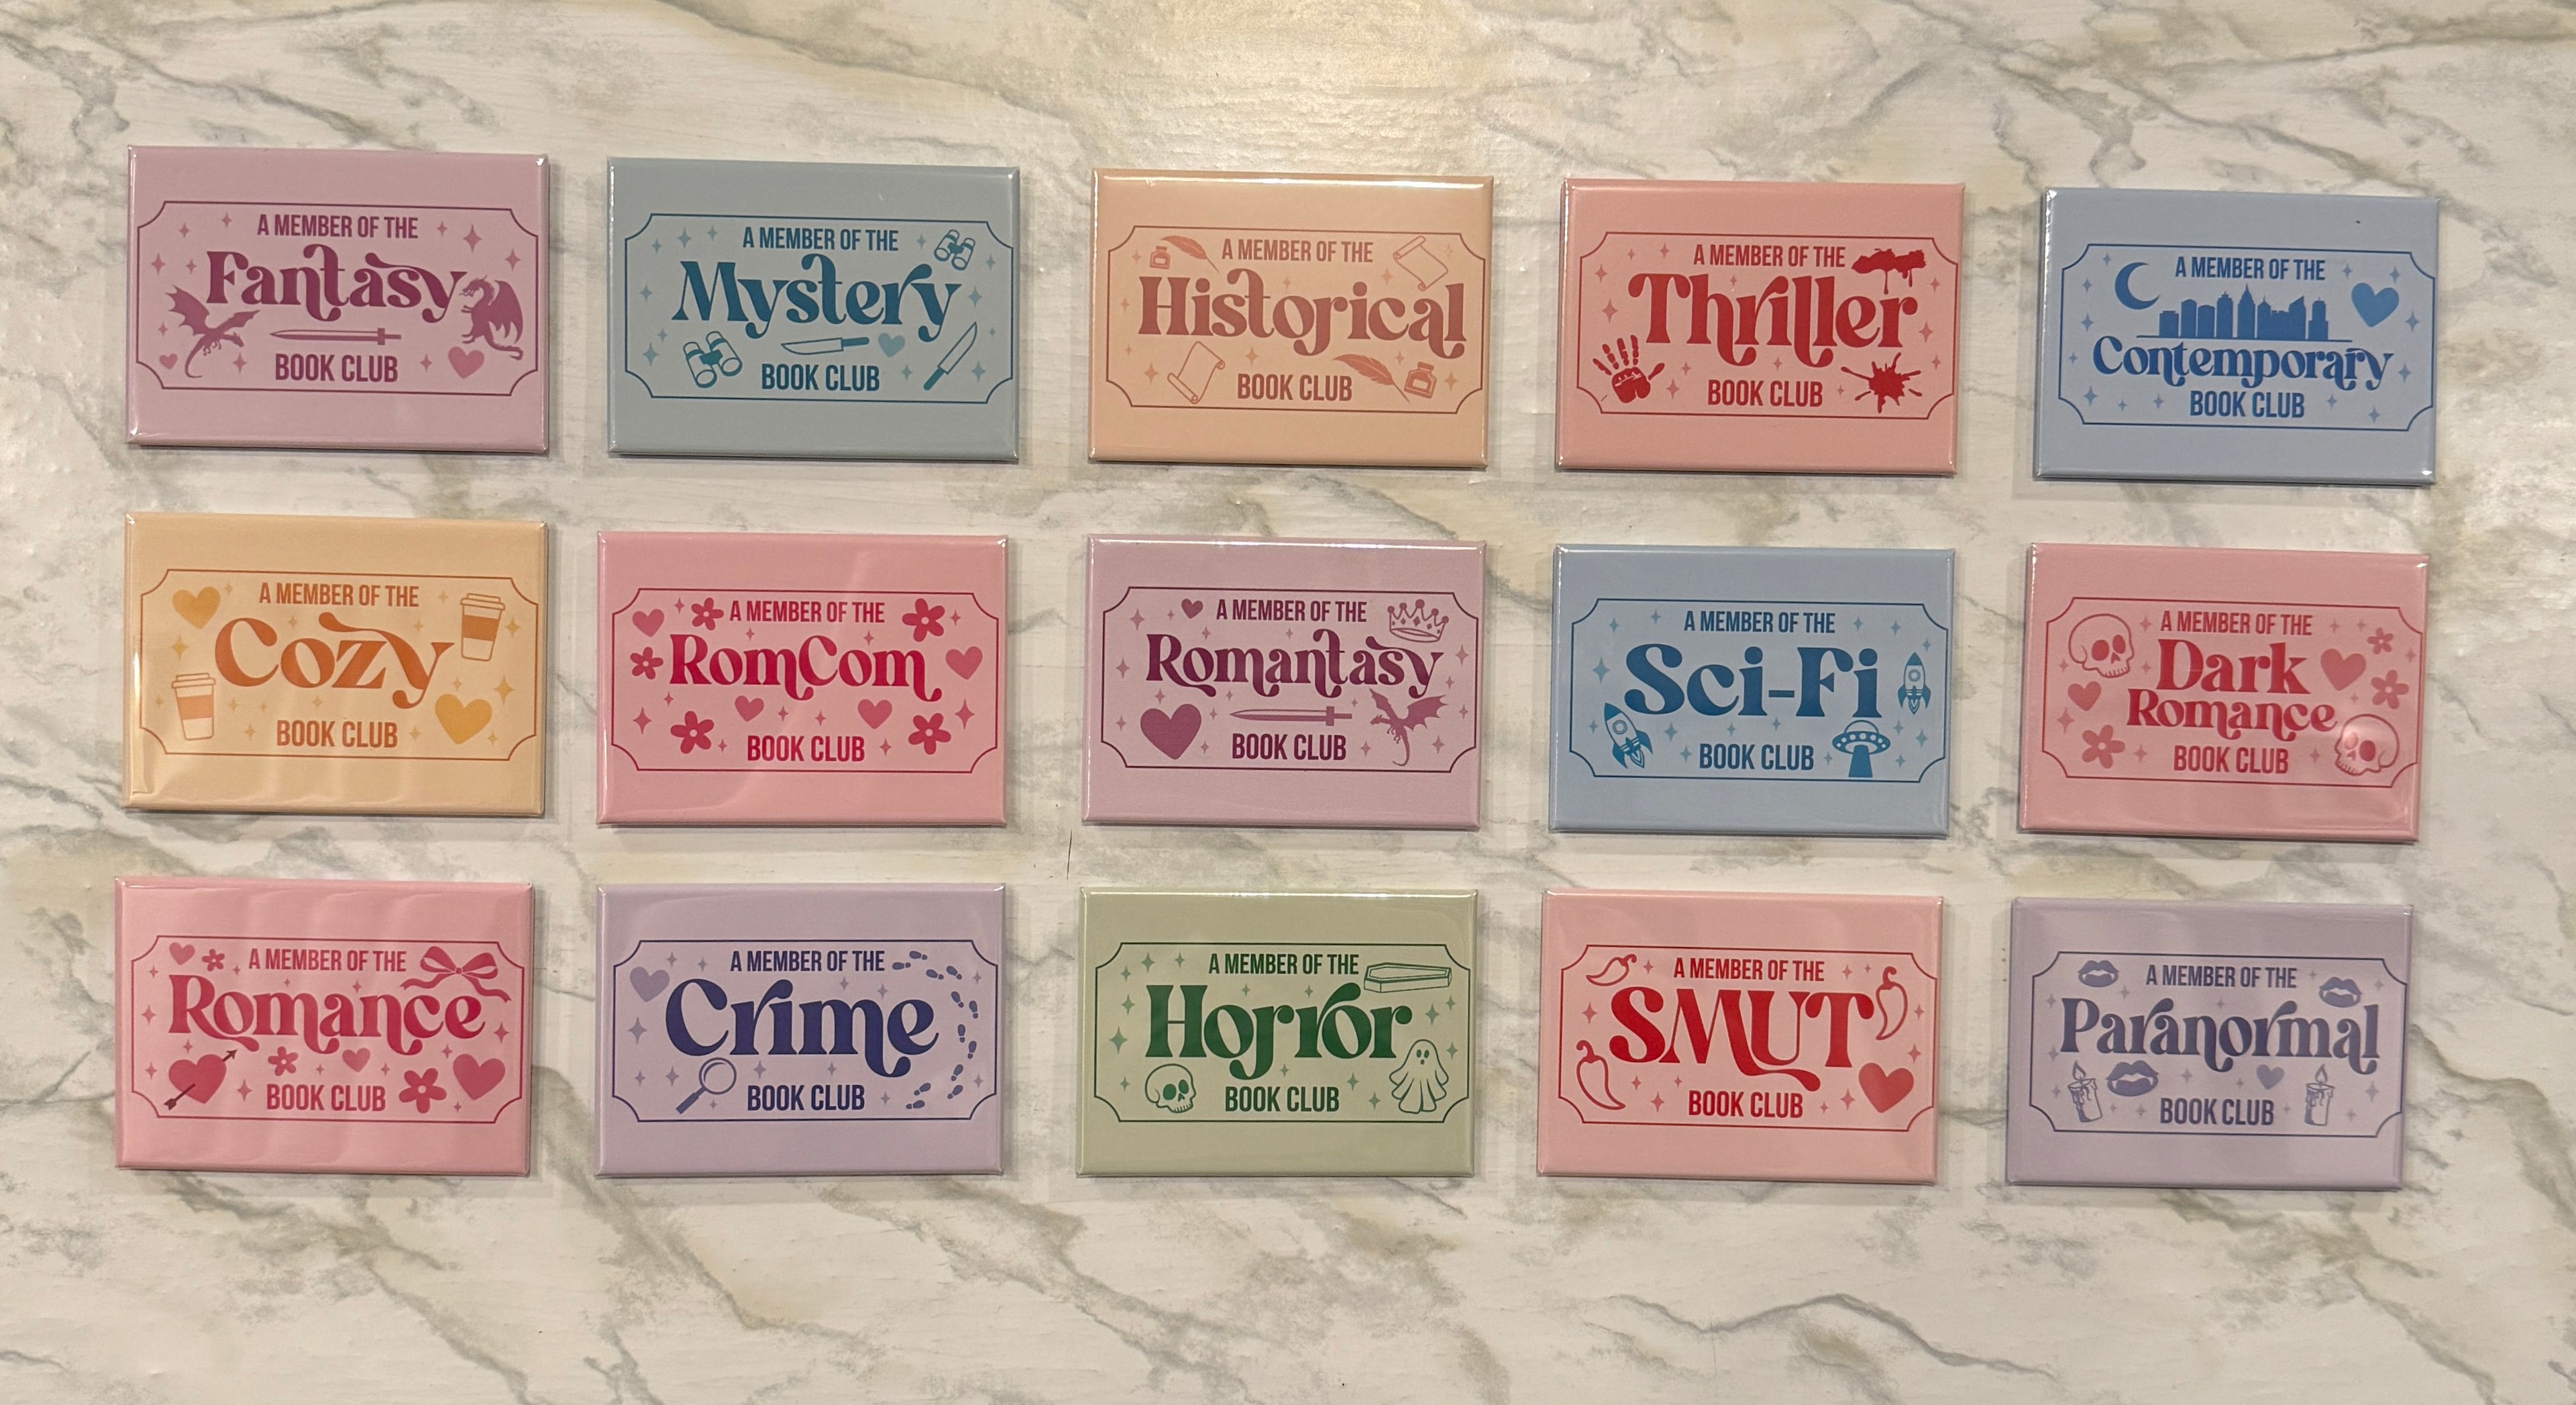 A MEMBER OF THE
Fantasy
BOOK CLUB
A MEMBER OF THE
Mystery
BOOK CLUB
A MEMBER OF THE
Historical
BOOK CLUB
A MEMBER OF THE
Thriller
BOOK CLUB
A MEMBER OF THE
Contemporary
BOOK CLUB
A MEMBER OF THE
Cozy
BOOK CLUB
A MEMBER OF THE
RomCom
BOOK CLUB
A MEMBER OF THE
Romantasy
BOOK CLUB
A MEMBER OF THE
Sci-Fi
BOOK CLUB
A MEMBER OF THE
Dark
Romance
BOOK CLUB
A MEMBER OF THE
Romance
BOOK CLUB
A MEMBER OF THE
Crime
BOOK CLUB
A MEMBER OF THE
Horror
BOOK CLUB
A MEMBER OF THE
SMUT
BOOK CLUB
A MEMBER OF THE
Paranormal
BOOK CLUB